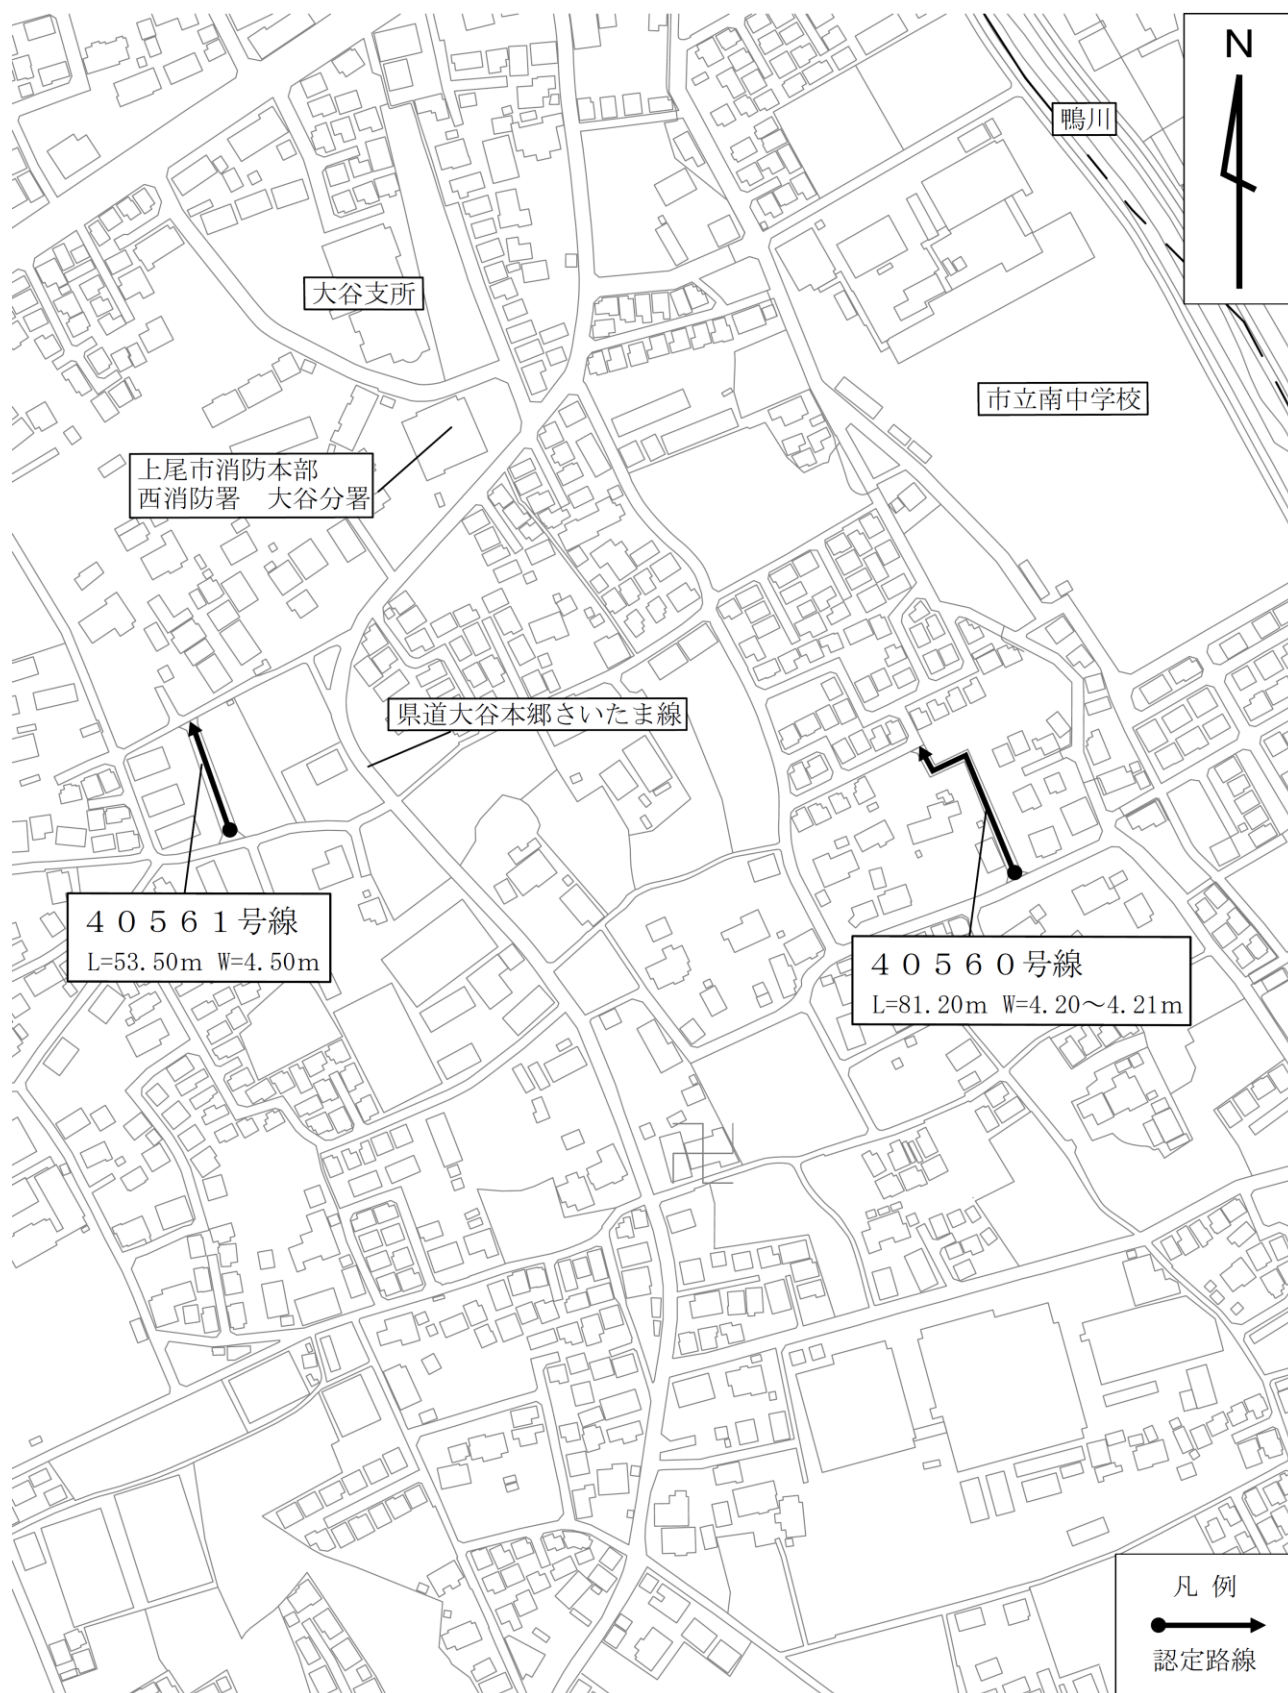 N
鴨川
大谷支所
市立南中学校
上尾市消防本部
西消防署　大谷分署
県道大谷本郷さいたま線
４０５６１号線
L=53.50m W=4.50m
４０５６０号線
L=81.20m W=4.20～4.21m
凡 例
認定路線